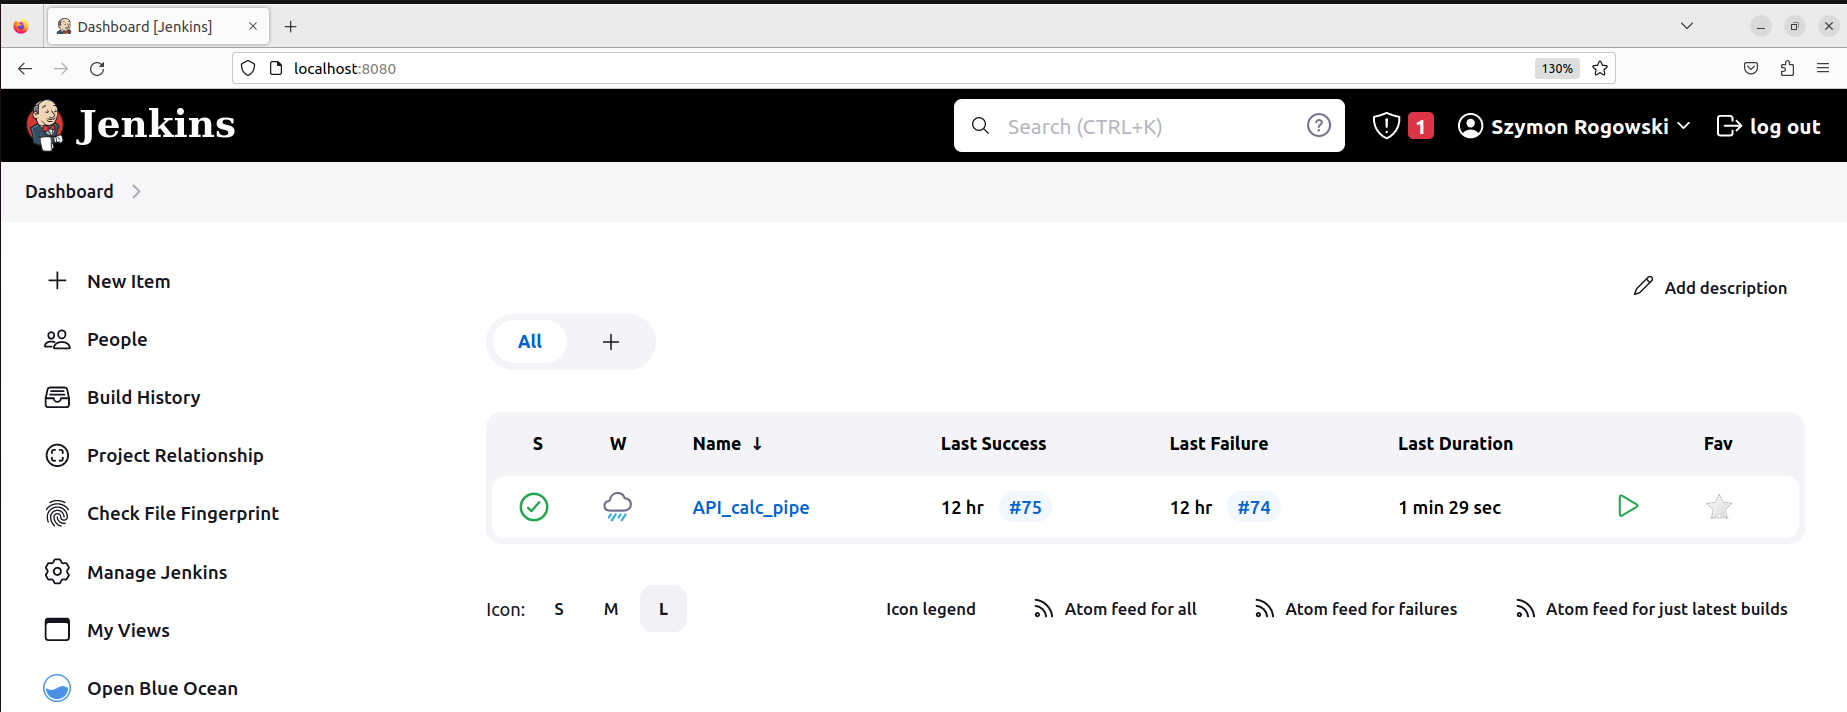 Dashboard [Jenkins]
localhost:8080
130%
Jenkins
Search (CTRL+K)
1
Szymon Rogowski
log out
Dashboard
New Item
People
Build History
Project Relationship
Check File Fingerprint
Manage Jenkins
My Views
Open Blue Ocean
Add description
All
S W Name ↓ Last Success Last Failure Last Duration Fav
API_calc_pipe 12 hr #75 12 hr #74 1 min 29 sec
Icon: S M L Icon legend Atom feed for all Atom feed for failures Atom feed for just latest builds